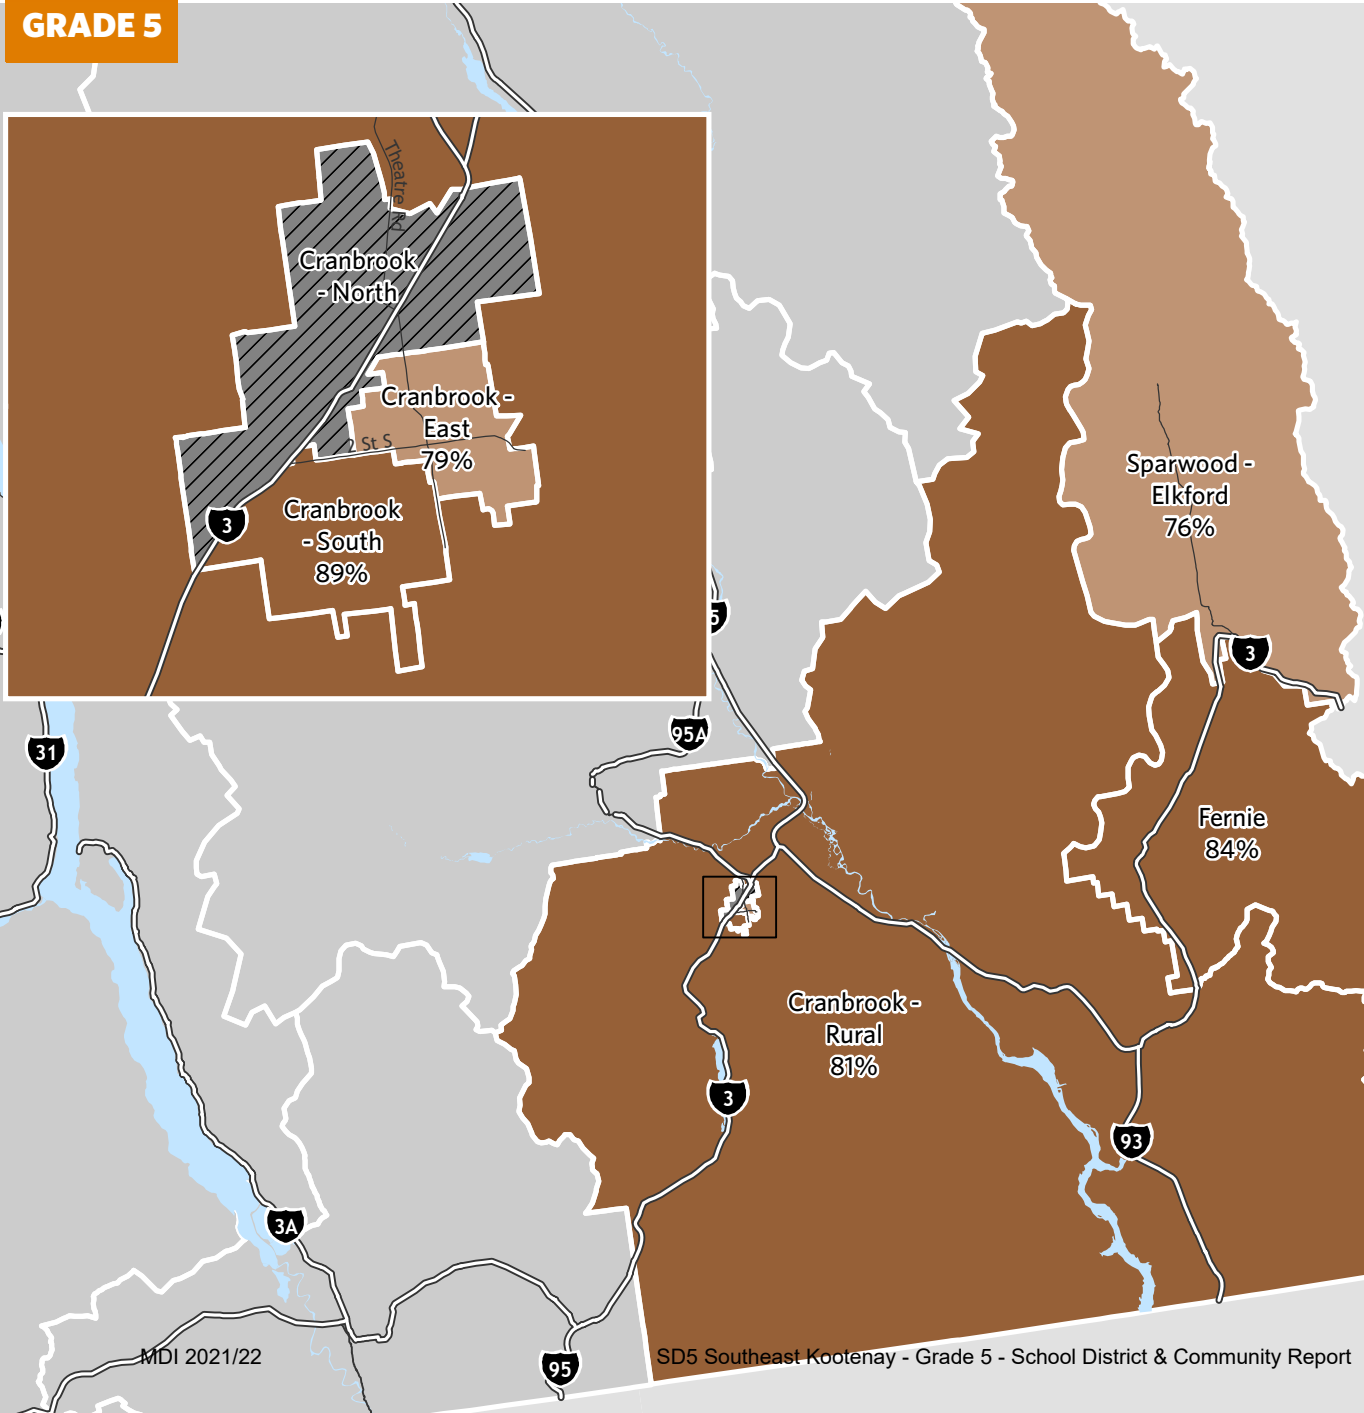 GRADE 5
Theatre Rd
Cranbrook
- North
Cranbrook -
East
79%
2 St S
Cranbrook
- South
89%
3
Sparwood -
Elkford
76%
3
95A
31
Fernie
84%
Cranbrook -
Rural
81%
3
93
3A
95
MDI 2021/22
SD5 Southeast Kootenay - Grade 5 - School District & Community Report